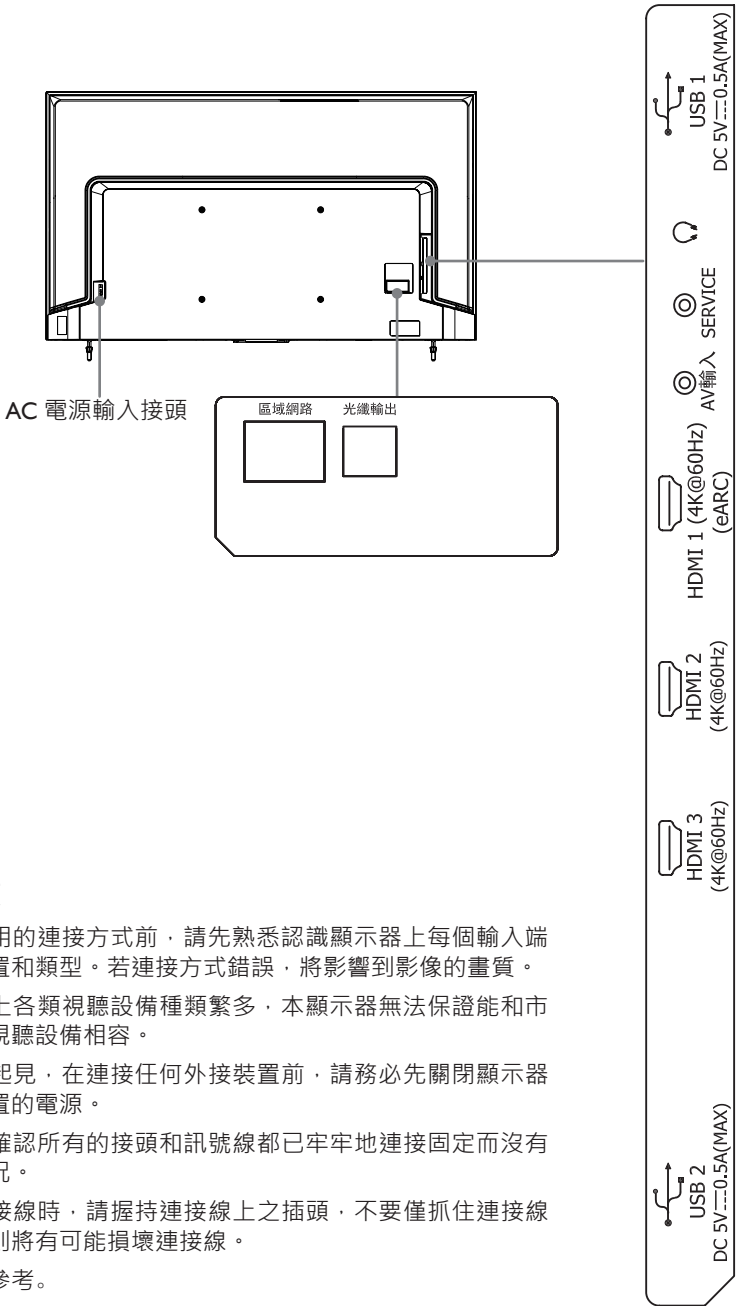 USB 1
DC 5V⎓0.5A(MAX)
SERVICE
AV輸入
HDMI 1 (4K@60Hz)
(eARC)
HDMI 2
(4K@60Hz)
HDMI 3
(4K@60Hz)
USB 2
DC 5V⎓0.5A(MAX)
AC 電源輸入接頭
區域網路 光纖輸出
用的連接方式前，請先熟悉認識顯示器上每個輸入端
置和類型。若連接方式錯誤，將影響到影像的畫質。
上各類視聽設備種類繁多，本顯示器無法保證能和市
視聽設備相容。
起見，在連接任何外接裝置前，請務必先關閉顯示器
置的電源。
確認所有的接頭和訊號線都已牢牢地連接固定而沒有
況。
接線時，請握持連接線上之插頭，不要僅抓住連接線
則將有可能損壞連接線。
參考。